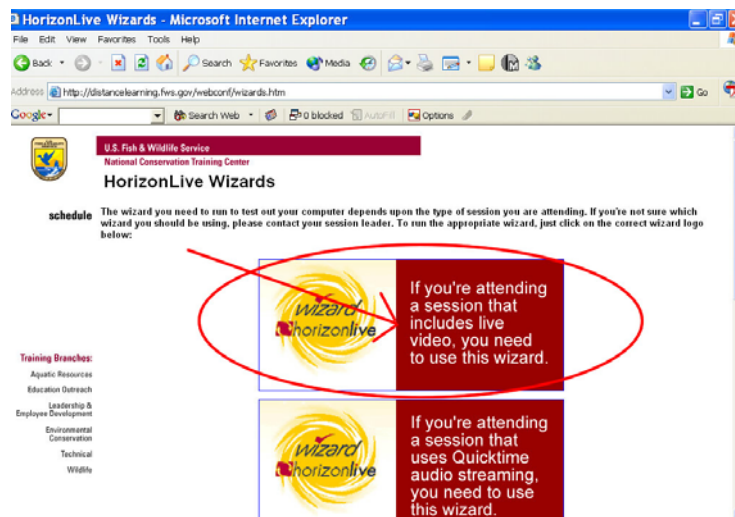 HorizonLive Wizards - Microsoft Internet Explorer
File Edit View Favorites Tools Help
Back Search Favorites Media
Address http://distancelearning.fws.gov/webconf/wizards.htm Go
Google Search Web 0 blocked AutoFill Options
U.S. Fish & Wildlife Service
National Conservation Training Center
HorizonLive Wizards
schedule
The wizard you need to run to test out your computer depends upon the type of session you are attending. If you're not sure which
wizard you should be using, please contact your session leader. To run the appropriate wizard, just click on the correct wizard logo
below:
wizard
horizonlive
If you're attending
a session that
includes live
video, you need
to use this wizard.
Training Branches:
Aquatic Resources
Education Outreach
Leadership &
Employee Development
Environmental
Conservation
Technical
Wildlife
wizard
horizonlive
If you're attending
a session that
uses Quicktime
audio streaming,
you need to use
this wizard.